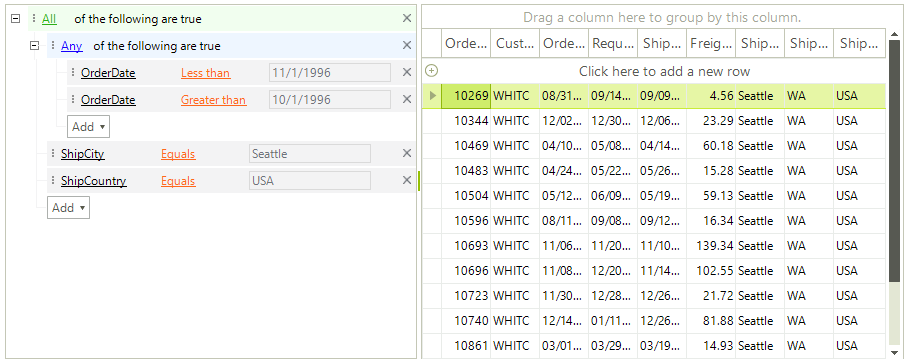 All of the following are true
Any of the following are true
OrderDate Less than 11/1/1996
OrderDate Greater than 10/1/1996
Add
ShipCity Equals Seattle
ShipCountry Equals USA
Add
Drag a column here to group by this column.
Orde... Cust... Orde... Requ... Ship... Freig... Ship... Ship... Ship...
Click here to add a new row
10269 WHITC 08/31... 09/14... 09/09... 4.56 Seattle WA USA
10344 WHITC 12/02... 12/30... 12/06... 23.29 Seattle WA USA
10469 WHITC 04/10... 05/08... 04/14... 60.18 Seattle WA USA
10483 WHITC 04/24... 05/22... 05/26... 15.28 Seattle WA USA
10504 WHITC 05/12... 06/09... 05/19... 59.13 Seattle WA USA
10596 WHITC 08/11... 09/08... 09/12... 16.34 Seattle WA USA
10693 WHITC 11/06... 11/20... 11/10... 139.34 Seattle WA USA
10696 WHITC 11/08... 12/20... 11/14... 102.55 Seattle WA USA
10723 WHITC 11/30... 12/28... 12/26... 21.72 Seattle WA USA
10740 WHITC 12/14... 01/11... 12/26... 81.88 Seattle WA USA
10861 WHITC 03/01... 03/29... 03/19... 14.93 Seattle WA USA